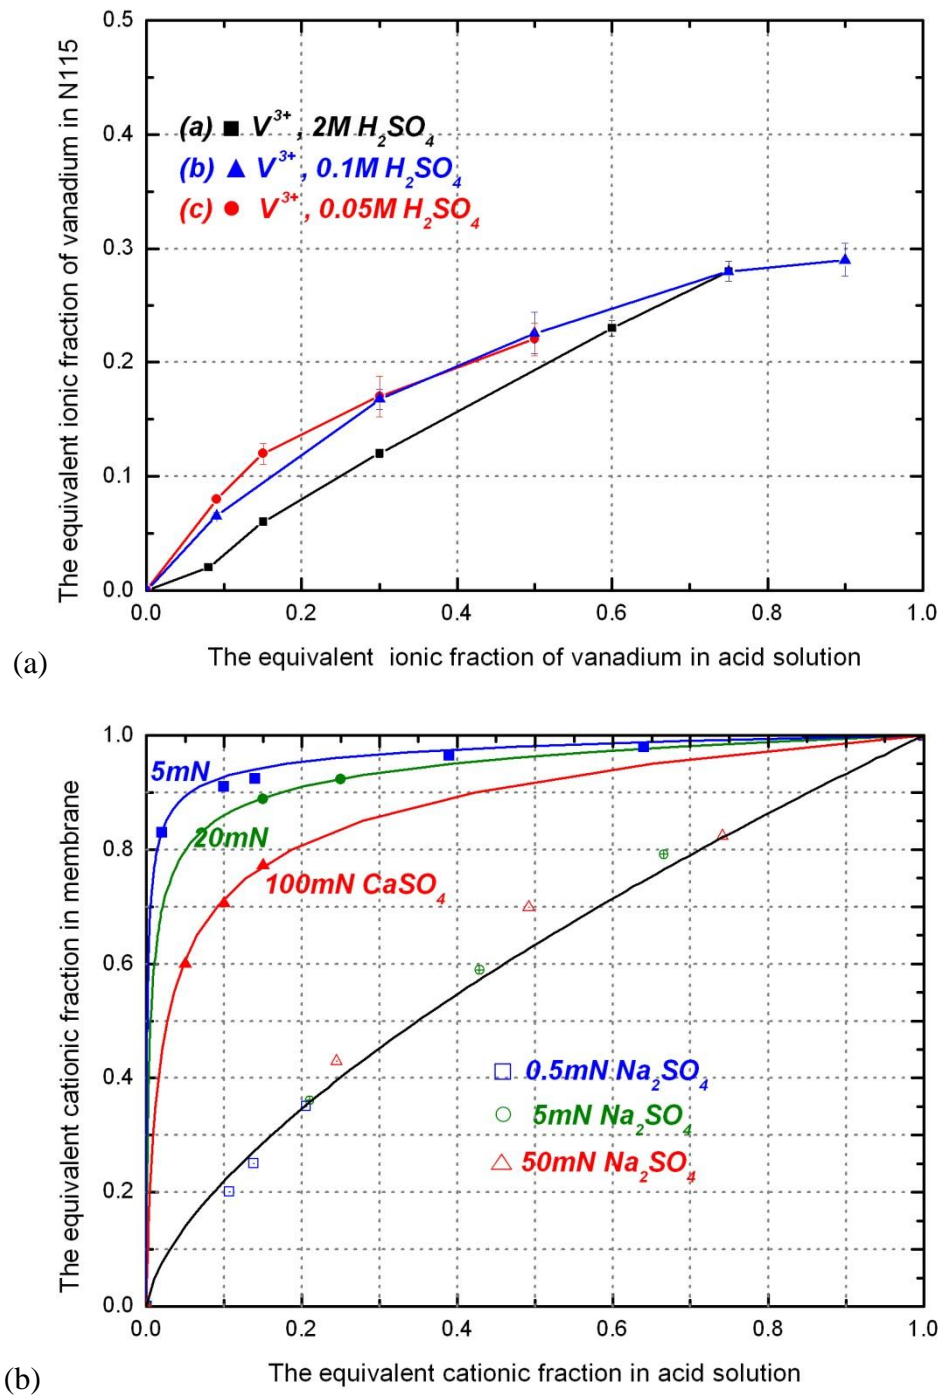 The equivalent ionic fraction of vanadium in N115
0.5
0.4
0.3
0.2
0.1
0.0
(a) ■ V³⁺, 2M H₂SO₄
(b) ▲ V³⁺, 0.1M H₂SO₄
(c) ● V³⁺, 0.05M H₂SO₄
0.0 0.2 0.4 0.6 0.8 1.0
The equivalent ionic fraction of vanadium in acid solution
(a)
The equivalent cationic fraction in membrane
1.0
0.8
0.6
0.4
0.2
0.0
5mN
20mN
100mN CaSO₄
□ 0.5mN Na₂SO₄
○ 5mN Na₂SO₄
△ 50mN Na₂SO₄
0.0 0.2 0.4 0.6 0.8 1.0
The equivalent cationic fraction in acid solution
(b)